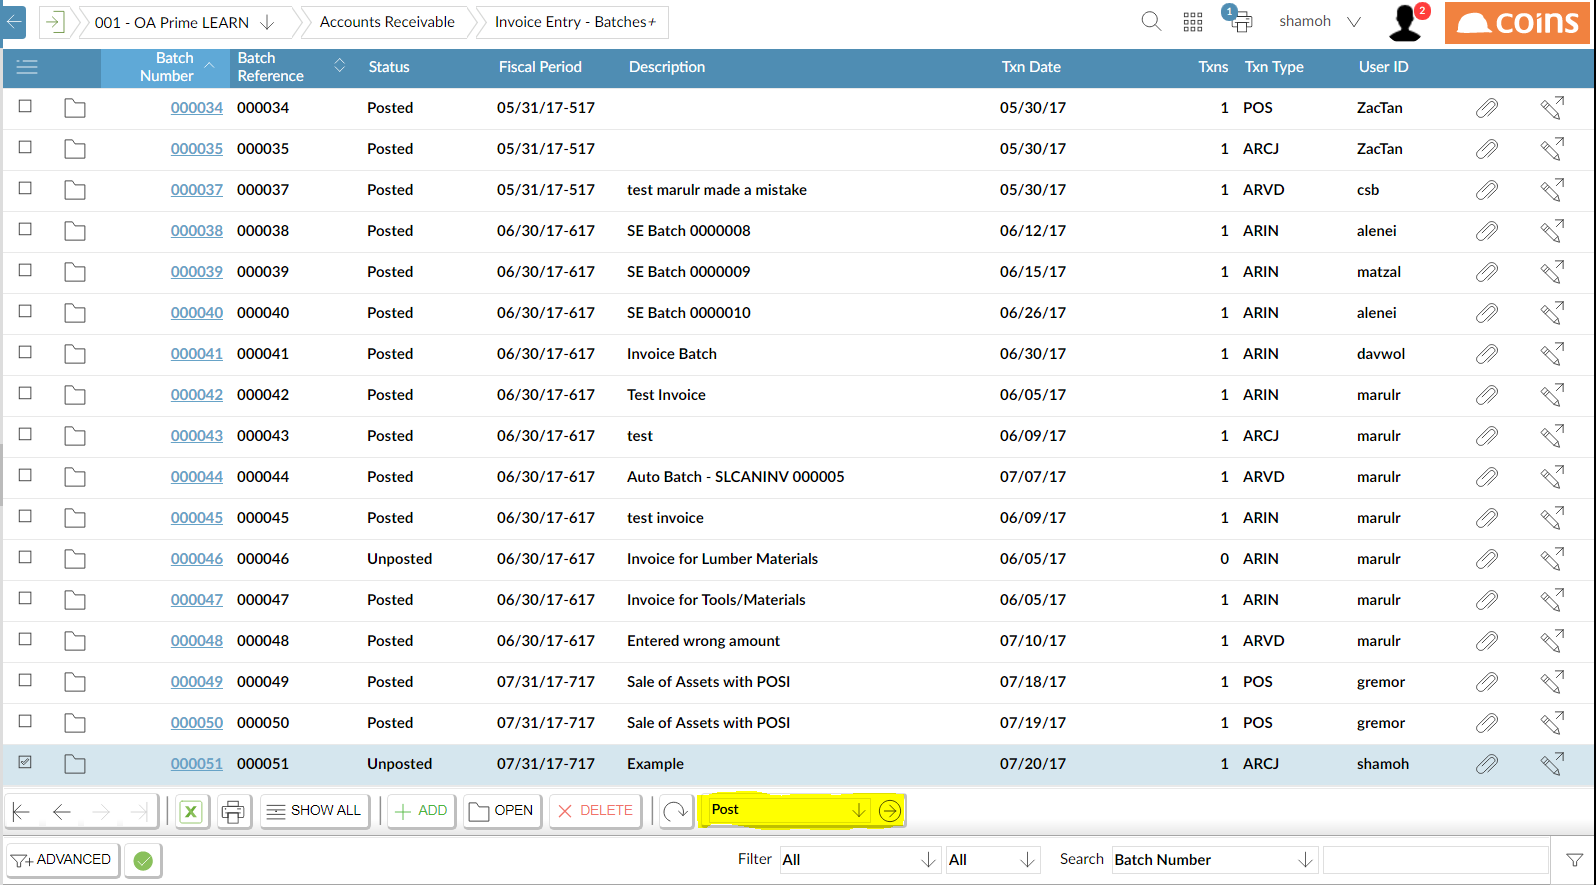 001 - OA Prime LEARN Accounts Receivable Invoice Entry - Batches+ 1 shamoh 2 coins
Batch Number Batch Reference Status Fiscal Period Description Txn Date Txns Txn Type User ID
000034 000034 Posted 05/31/17-517 05/30/17 1 POS ZacTan
000035 000035 Posted 05/31/17-517 05/30/17 1 ARCJ ZacTan
000037 000037 Posted 05/31/17-517 test marulr made a mistake 05/30/17 1 ARVD csb
000038 000038 Posted 06/30/17-617 SE Batch 0000008 06/12/17 1 ARIN alenei
000039 000039 Posted 06/30/17-617 SE Batch 0000009 06/15/17 1 ARIN matzal
000040 000040 Posted 06/30/17-617 SE Batch 0000010 06/26/17 1 ARIN alenei
000041 000041 Posted 06/30/17-617 Invoice Batch 06/30/17 1 ARIN davwol
000042 000042 Posted 06/30/17-617 Test Invoice 06/05/17 1 ARIN marulr
000043 000043 Posted 06/30/17-617 test 06/09/17 1 ARCJ marulr
000044 000044 Posted 06/30/17-617 Auto Batch - SLCANINV 000005 07/07/17 1 ARVD marulr
000045 000045 Posted 06/30/17-617 test invoice 06/09/17 1 ARIN marulr
000046 000046 Unposted 06/30/17-617 Invoice for Lumber Materials 06/05/17 0 ARIN marulr
000047 000047 Posted 06/30/17-617 Invoice for Tools/Materials 06/05/17 1 ARIN marulr
000048 000048 Posted 06/30/17-617 Entered wrong amount 07/10/17 1 ARVD marulr
000049 000049 Posted 07/31/17-717 Sale of Assets with POSI 07/18/17 1 POS gremor
000050 000050 Posted 07/31/17-717 Sale of Assets with POSI 07/19/17 1 POS gremor
000051 000051 Unposted 07/31/17-717 Example 07/20/17 1 ARCJ shamoh
X SHOW ALL ADD OPEN DELETE Post
ADVANCED Filter All All Search Batch Number